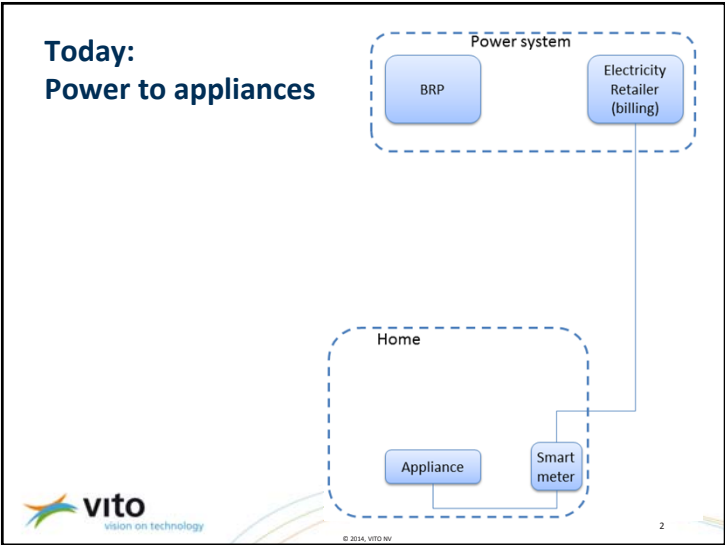 Today:
Power to appliances
Power system
BRP
Electricity
Retailer
(billing)
Home
Appliance
Smart
meter
vito
vision on technology
© 2014, VITO NV
2